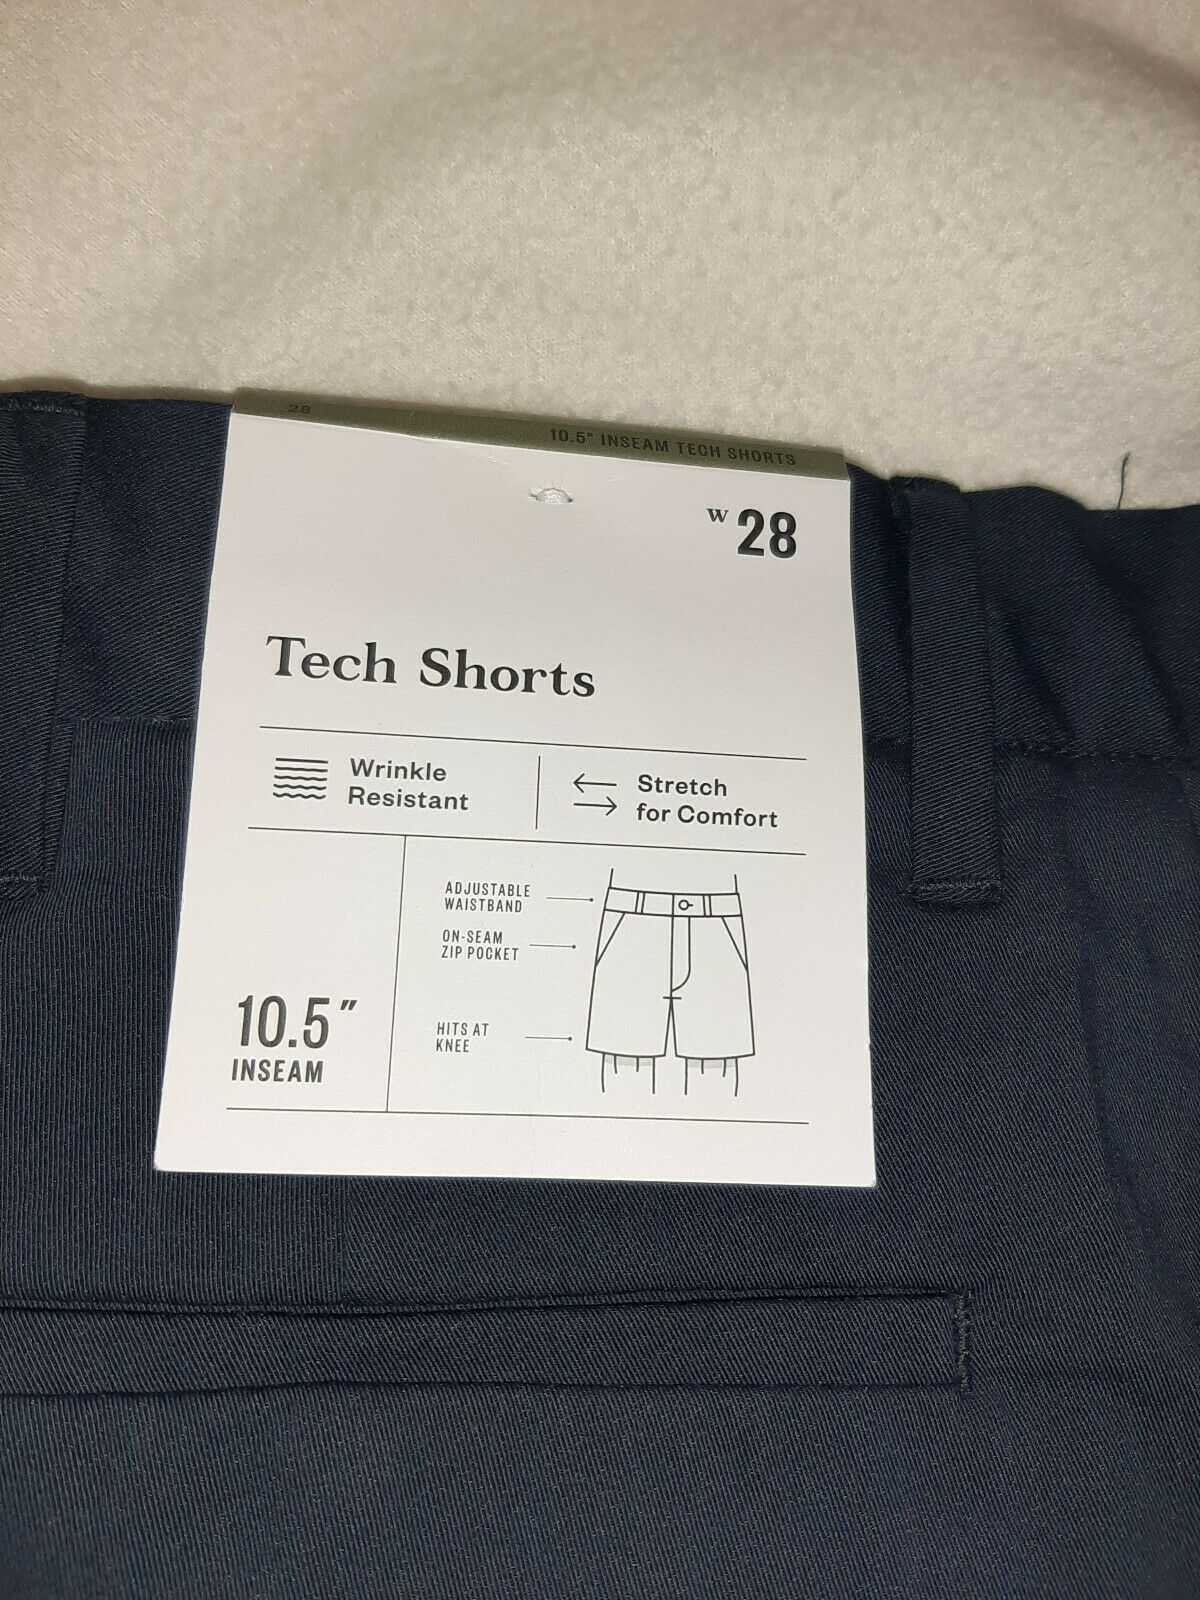 28
10.5" INSEAM TECH SHORTS
W 28
Tech Shorts
Wrinkle
Resistant
Stretch
for Comfort
ADJUSTABLE
WAISTBAND
ON-SEAM
ZIP POCKET
HITS AT
KNEE
10.5"
INSEAM